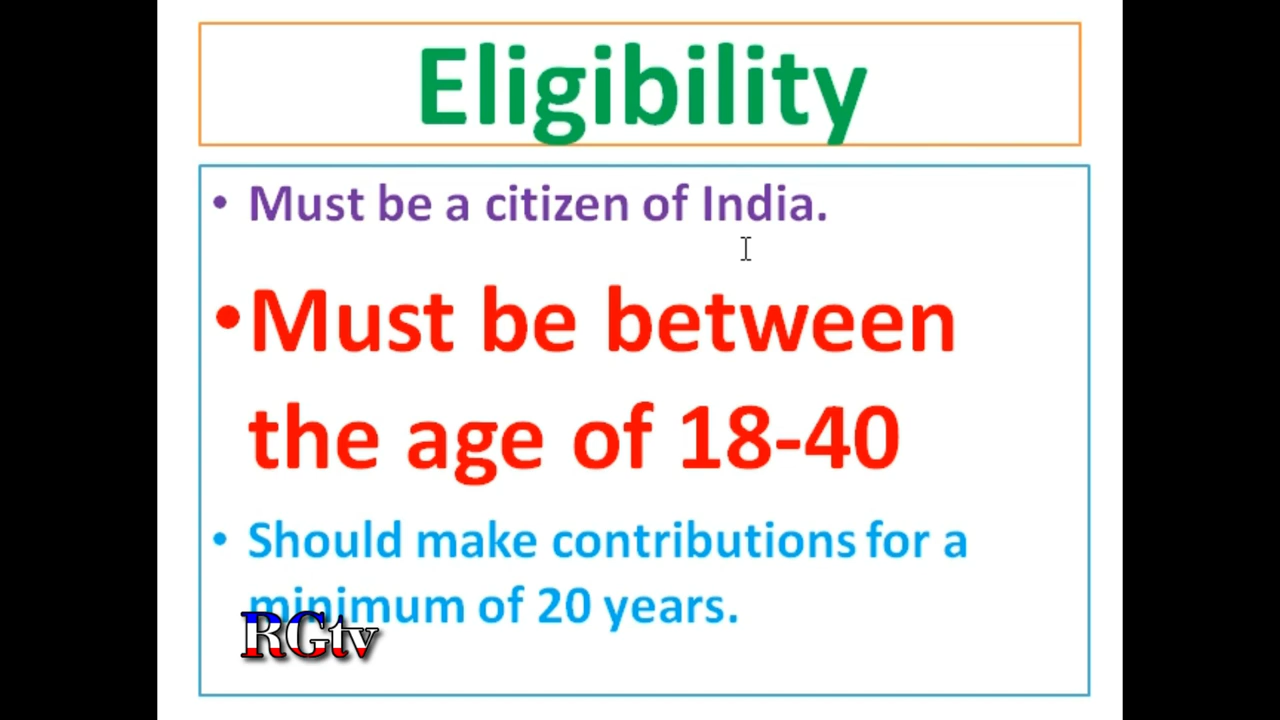 Eligibility
• Must be a citizen of India.
•Must be between
the age of 18-40
• Should make contributions for a
minimum of 20 years.
RGtv